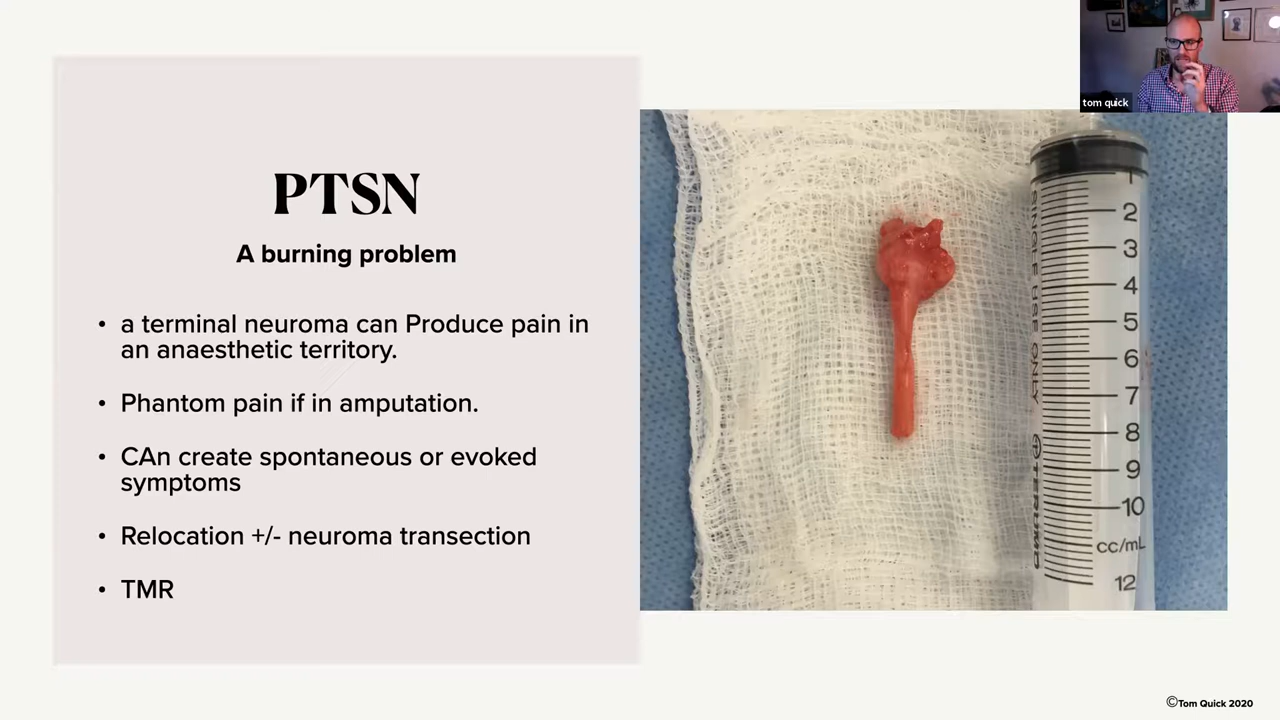 PTSN
A burning problem
• a terminal neuroma can Produce pain in
an anaesthetic territory.
• Phantom pain if in amputation.
• CAn create spontaneous or evoked
symptoms
• Relocation +/- neuroma transection
• TMR
tom quick
1
2
3
4
5
6
7
8
9
10
cc/mL
12
SINGLE USE ONLY
TERUMO
©Tom Quick 2020